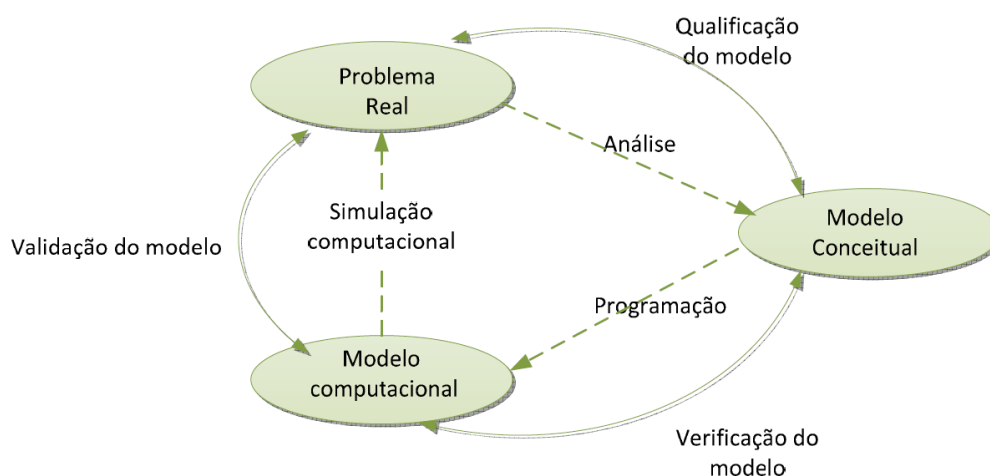 Qualificação
do modelo
Problema
Real
Análise
Simulação
computacional
Modelo
Conceitual
Validação do modelo
Programação
Modelo
computacional
Verificação do
modelo